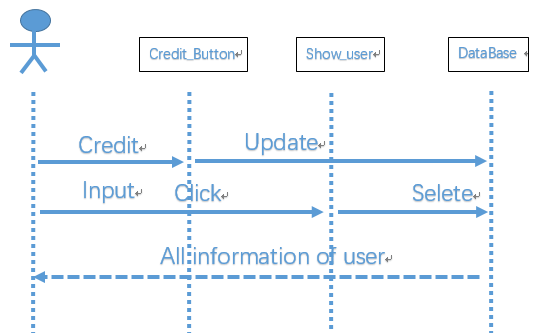 Credit_Button
Show_user
DataBase
Credit
Update
Input
Click
Selete
All information of user